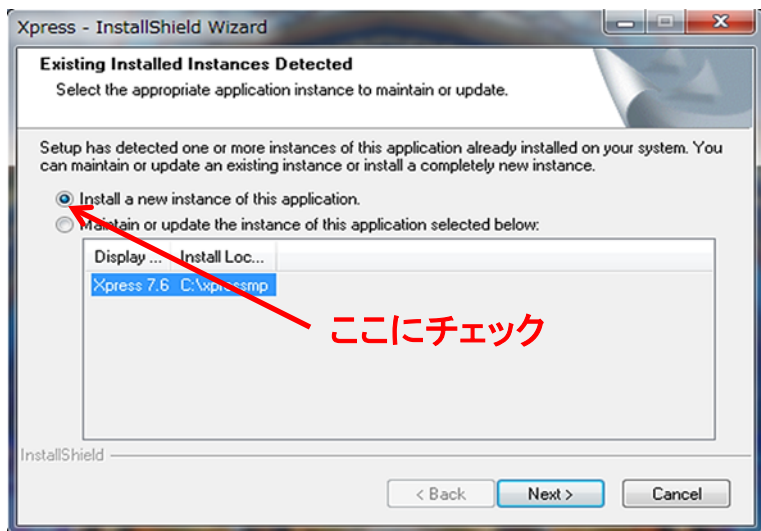 Xpress - InstallShield Wizard
Existing Installed Instances Detected
Select the appropriate application instance to maintain or update.
Setup has detected one or more instances of this application already installed on your system. You
can maintain or update an existing instance or install a completely new instance.
Install a new instance of this application.
Maintain or update the instance of this application selected below:
Display ... Install Loc...
Xpress 7.6 C:\xpressmp
ここにチェック
InstallShield
< Back Next > Cancel